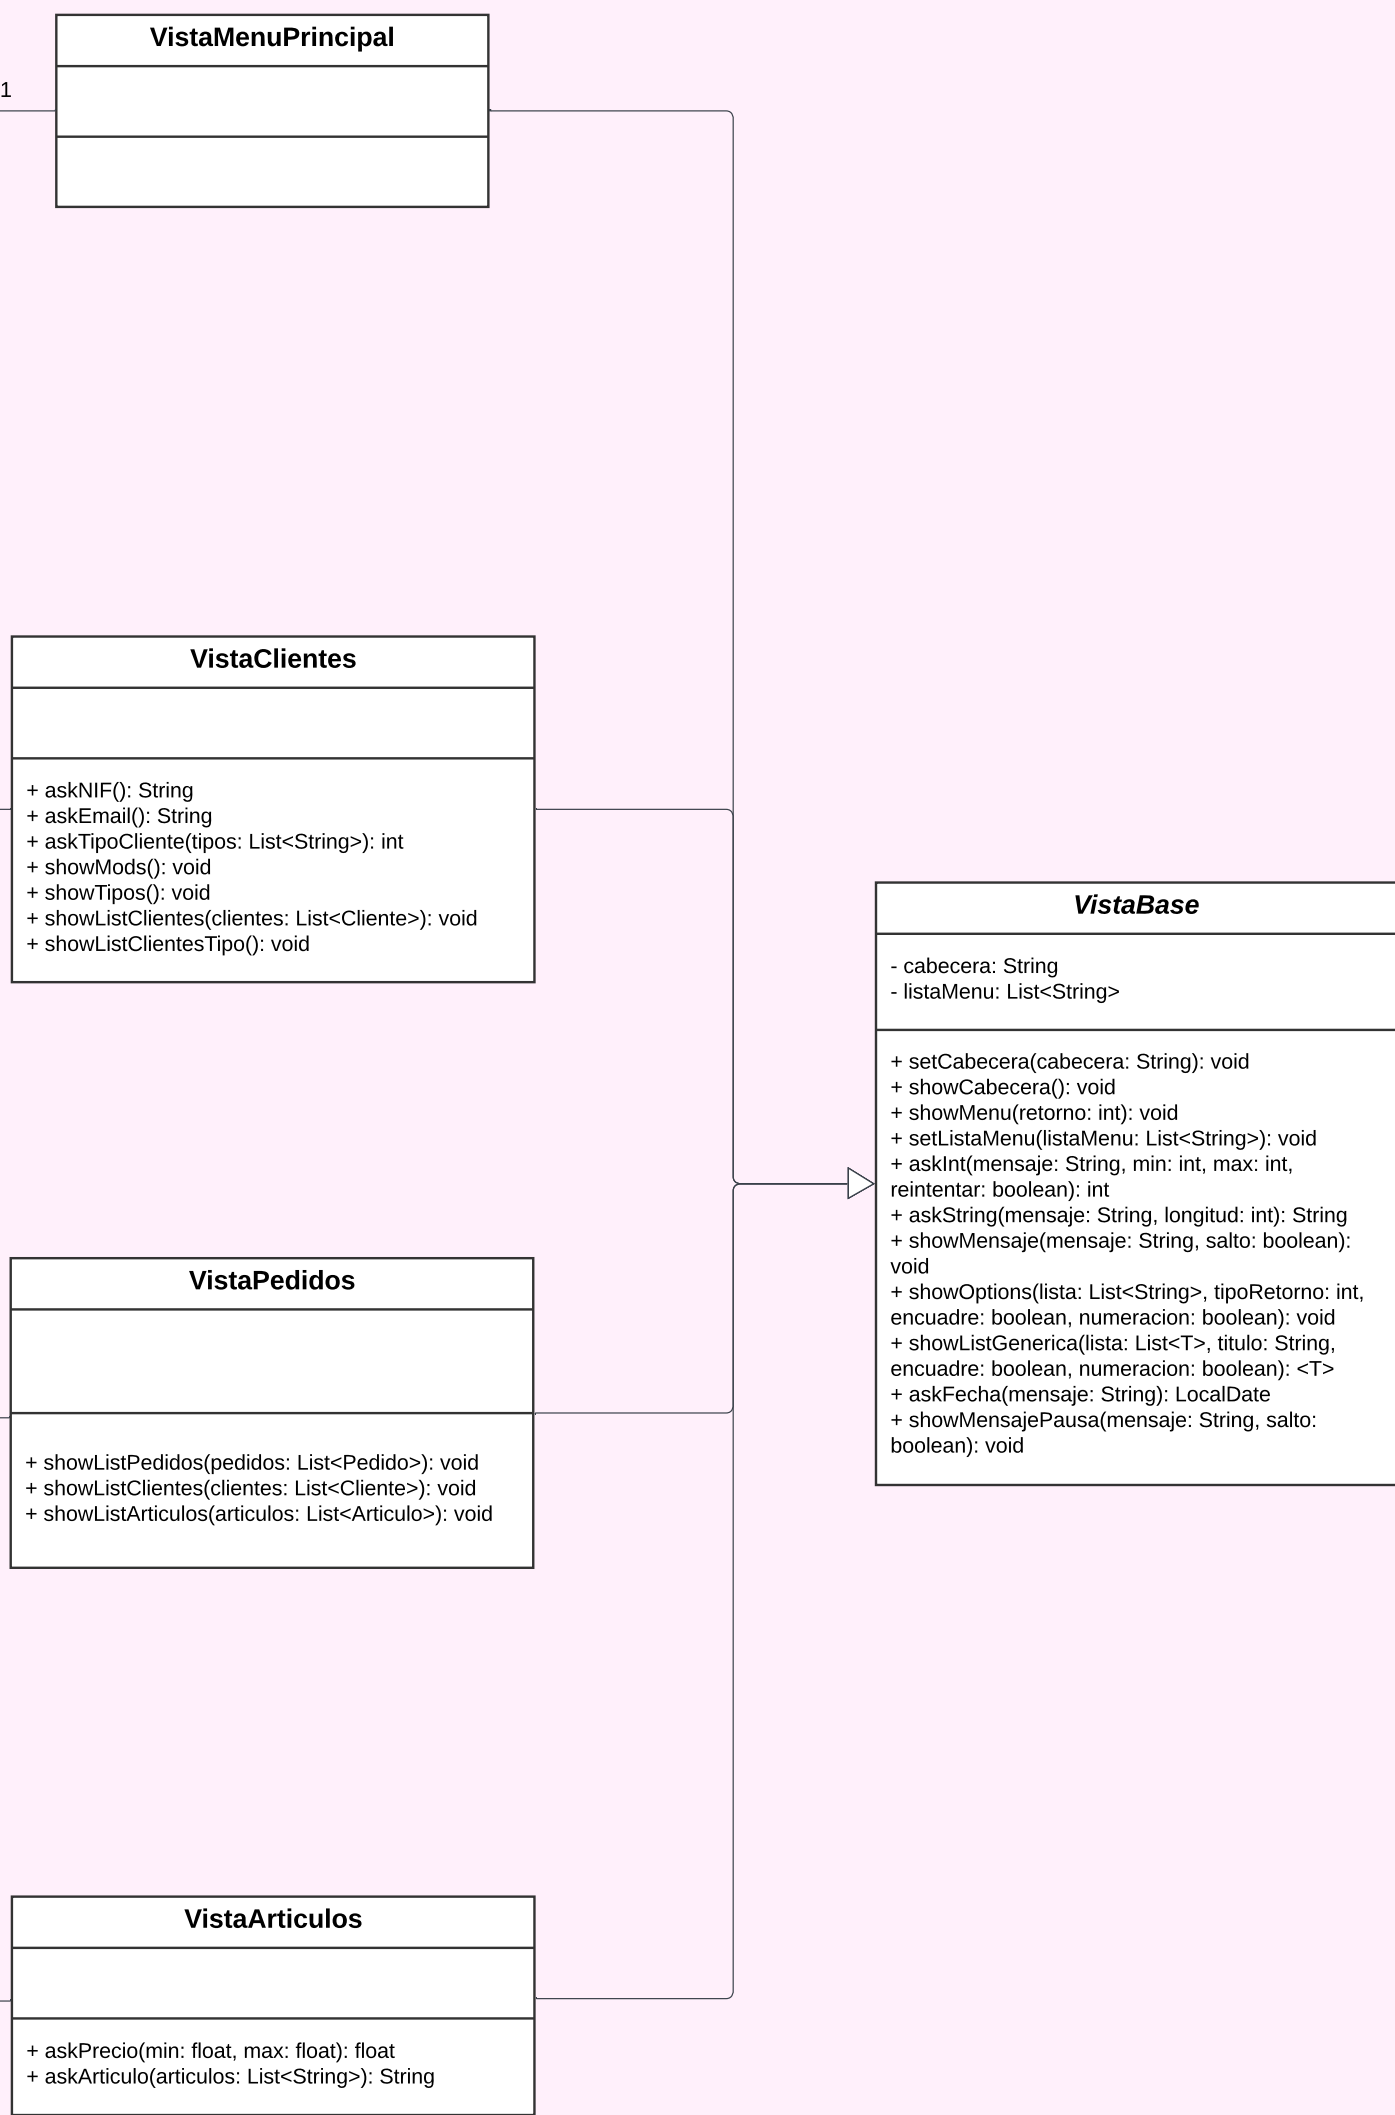 VistaMenuPrincipal
1
VistaClientes
+ askNIF(): String
+ askEmail(): String
+ askTipoCliente(tipos: List<String>): int
+ showMods(): void
+ showTipos(): void
+ showListClientes(clientes: List<Cliente>): void
+ showListClientesTipo(): void
VistaBase
- cabecera: String
- listaMenu: List<String>
+ setCabecera(cabecera: String): void
+ showCabecera(): void
+ showMenu(retorno: int): void
+ setListaMenu(listaMenu: List<String>): void
+ askInt(mensaje: String, min: int, max: int,
reintentar: boolean): int
+ askString(mensaje: String, longitud: int): String
+ showMensaje(mensaje: String, salto: boolean):
void
+ showOptions(lista: List<String>, tipoRetorno: int,
encuadre: boolean, numeracion: boolean): void
+ showListGenerica(lista: List<T>, titulo: String,
encuadre: boolean, numeracion: boolean): <T>
+ askFecha(mensaje: String): LocalDate
+ showMensajePausa(mensaje: String, salto:
boolean): void
VistaPedidos
+ showListPedidos(pedidos: List<Pedido>): void
+ showListClientes(clientes: List<Cliente>): void
+ showListArticulos(articulos: List<Articulo>): void
VistaArticulos
+ askPrecio(min: float, max: float): float
+ askArticulo(articulos: List<String>): String